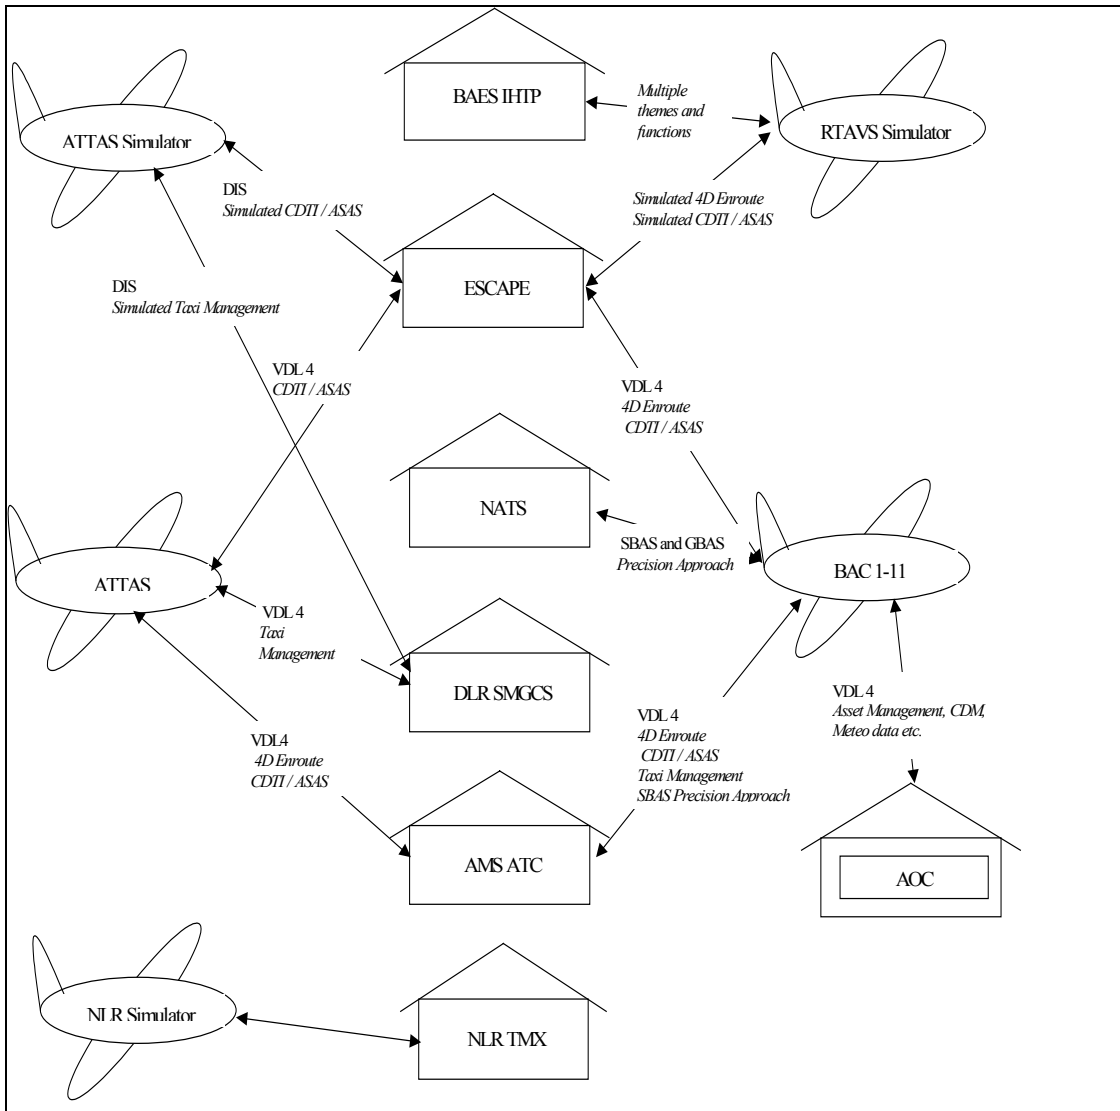 BAES IHTP
Multiple
themes and
functions
ATTAS Simulator
RTAVS Simulator
DIS
Simulated CDTI / ASAS
Simulated 4D Enroute
Simulated CDTI / ASAS
ESCAPE
DIS
Simulated Taxi Management
VDL 4
CDTI / ASAS
VDL 4
4D Enroute
CDTI / ASAS
NATS
SBAS and GBAS
Precision Approach
ATTAS
BAC 1-11
VDL 4
Taxi
Management
DLR SMGCS
VDL 4
Asset Management, CDM,
Meteo data etc.
VDL4
4D Enroute
CDTI / ASAS
VDL 4
4D Enroute
CDTI / ASAS
Taxi Management
SBAS Precision Approach
AMS ATC
AOC
NLR Simulator
NLR TMX